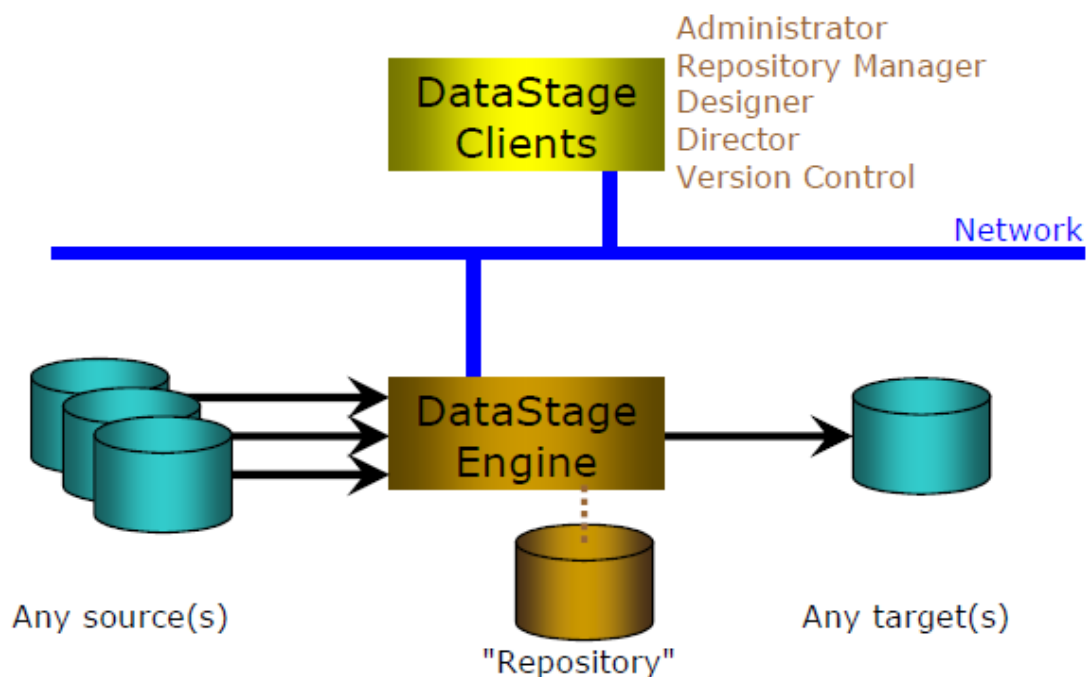 DataStage
Clients
Administrator
Repository Manager
Designer
Director
Version Control
Network
DataStage
Engine
Any source(s)
"Repository"
Any target(s)